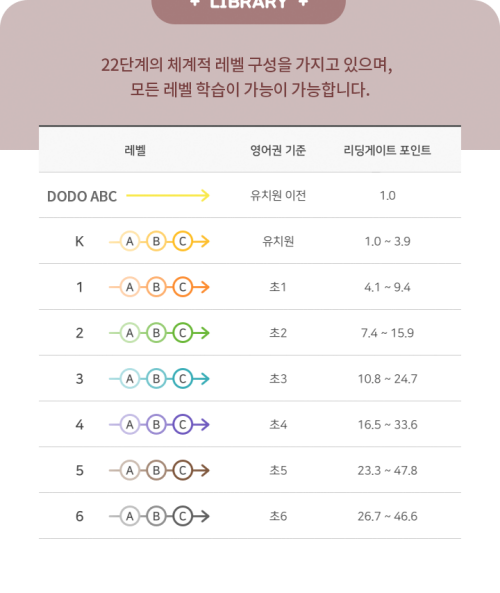 + LIBRARY +
22단계의 체계적 레벨 구성을 가지고 있으며,
모든 레벨 학습이 가능이 가능합니다.
레벨 영어권 기준 리딩게이트 포인트
DODO ABC 유치원 이전 1.0
K A B C 유치원 1.0 ~ 3.9
1 A B C 초1 4.1 ~ 9.4
2 A B C 초2 7.4 ~ 15.9
3 A B C 초3 10.8 ~ 24.7
4 A B C 초4 16.5 ~ 33.6
5 A B C 초5 23.3 ~ 47.8
6 A B C 초6 26.7 ~ 46.6